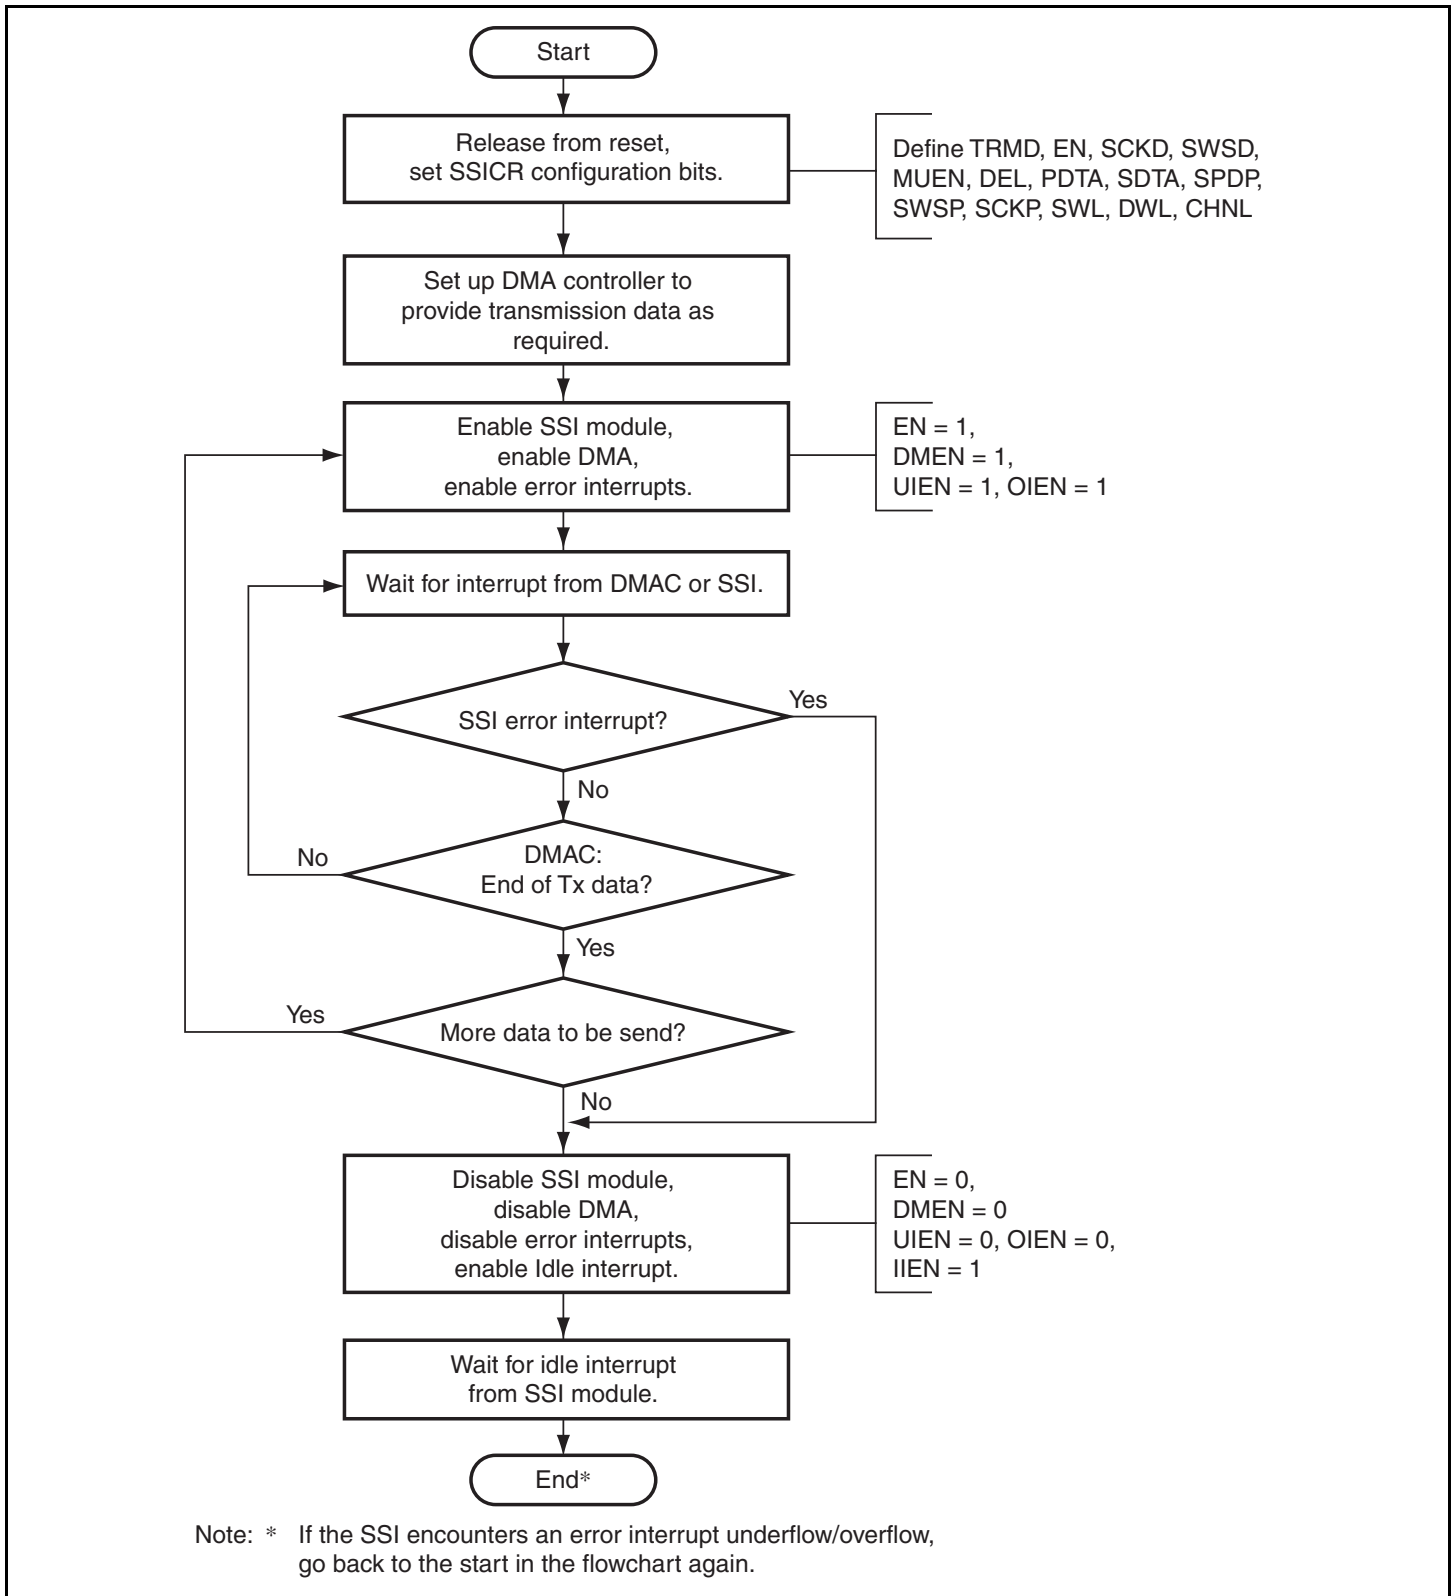 Start
Release from reset,
set SSICR configuration bits.
Define TRMD, EN, SCKD, SWSD,
MUEN, DEL, PDTA, SDTA, SPDP,
SWSP, SCKP, SWL, DWL, CHNL
Set up DMA controller to
provide transmission data as
required.
Enable SSI module,
enable DMA,
enable error interrupts.
EN = 1,
DMEN = 1,
UIEN = 1, OIEN = 1
Wait for interrupt from DMAC or SSI.
SSI error interrupt?
Yes
No
DMAC:
End of Tx data?
No
Yes
More data to be send?
Yes
No
Disable SSI module,
disable DMA,
disable error interrupts,
enable Idle interrupt.
EN = 0,
DMEN = 0
UIEN = 0, OIEN = 0,
IIEN = 1
Wait for idle interrupt
from SSI module.
End*
Note: * If the SSI encounters an error interrupt underflow/overflow,
go back to the start in the flowchart again.